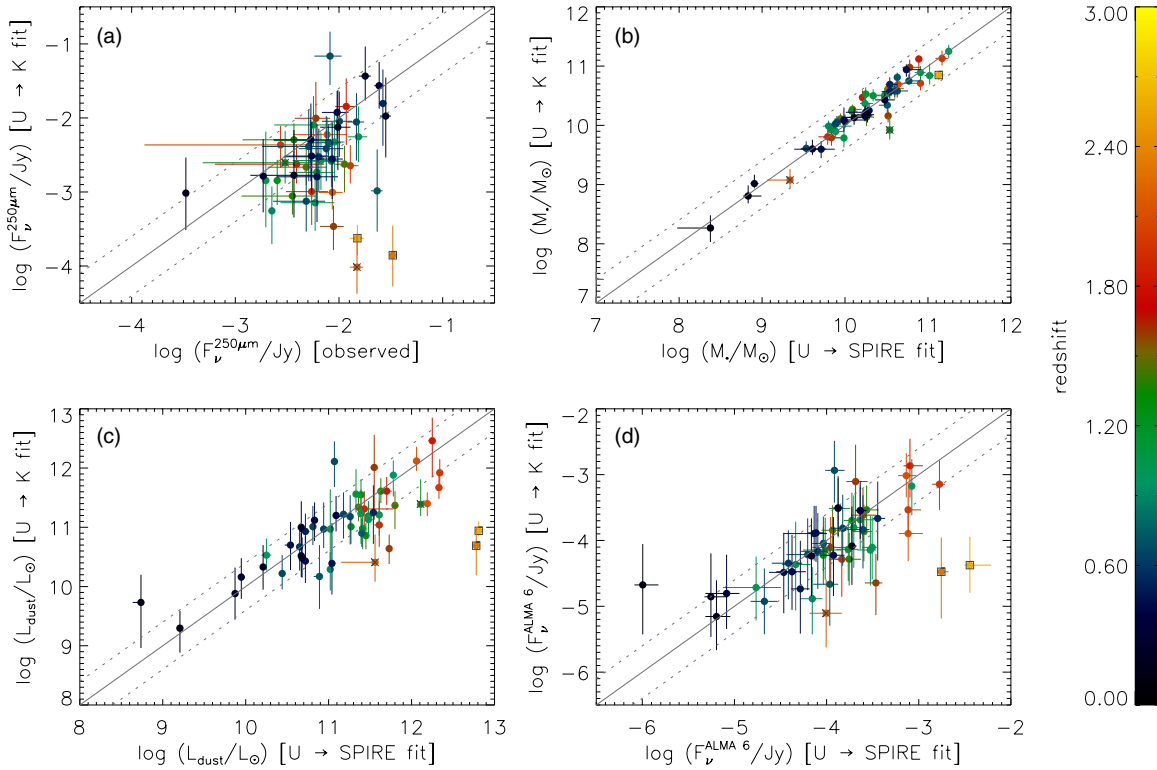 (a)
−1
−2
−3
−4
log (F_ν^250μm/Jy) [U → K fit]
−4 −3 −2 −1
log (F_ν^250μm/Jy) [observed]
(b)
12
11
10
9
8
7
log (M⋆/M⊙) [U → K fit]
7 8 9 10 11 12
log (M⋆/M⊙) [U → SPIRE fit]
(c)
13
12
11
10
9
8
log (L_dust/L⊙) [U → K fit]
8 9 10 11 12 13
log (L_dust/L⊙) [U → SPIRE fit]
(d)
−2
−3
−4
−5
−6
log (F_ν^ALMA 6/Jy) [U → K fit]
−6 −5 −4 −3 −2
log (F_ν^ALMA 6/Jy) [U → SPIRE fit]
3.00
2.40
1.80
1.20
0.60
0.00
redshift